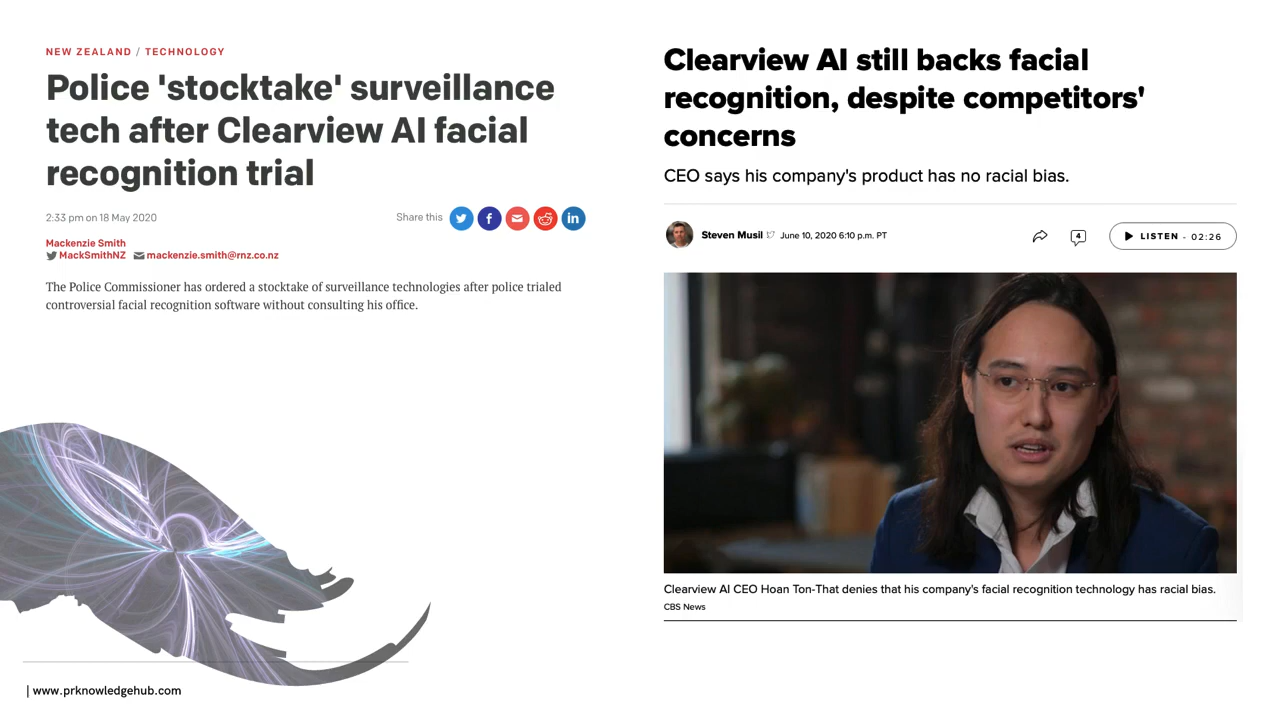 NEW ZEALAND / TECHNOLOGY
Police 'stocktake' surveillance
tech after Clearview AI facial
recognition trial
2:33 pm on 18 May 2020
Share this
Mackenzie Smith
MackSmithNZ mackenzie.smith@rnz.co.nz
The Police Commissioner has ordered a stocktake of surveillance technologies after police trialed
controversial facial recognition software without consulting his office.
Clearview AI still backs facial
recognition, despite competitors'
concerns
CEO says his company's product has no racial bias.
Steven Musil June 10, 2020 6:10 p.m. PT
4
LISTEN - 02:26
Clearview AI CEO Hoan Ton-That denies that his company's facial recognition technology has racial bias.
CBS News
| www.prknowledgehub.com